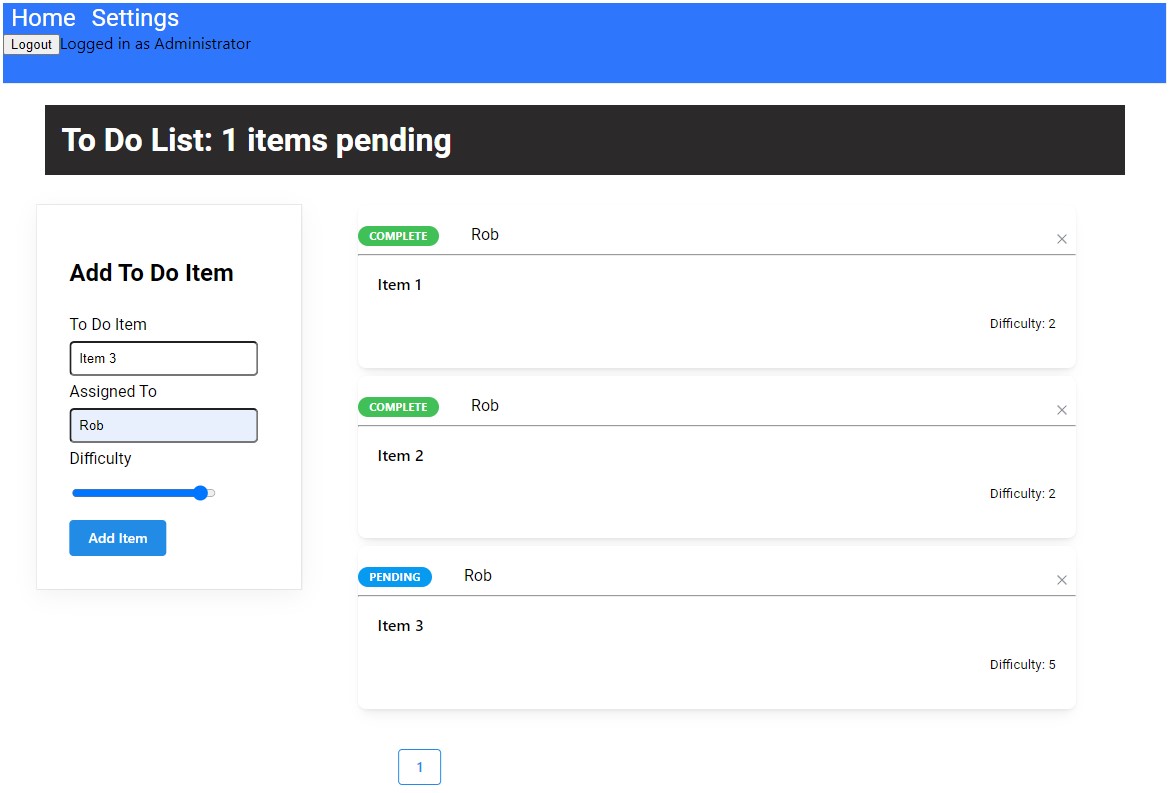 Home Settings
Logout Logged in as Administrator
To Do List: 1 items pending
Add To Do Item
To Do Item
Item 3
Assigned To
Rob
Difficulty
Add Item
COMPLETE Rob ×
Item 1
Difficulty: 2
COMPLETE Rob ×
Item 2
Difficulty: 2
PENDING Rob ×
Item 3
Difficulty: 5
1